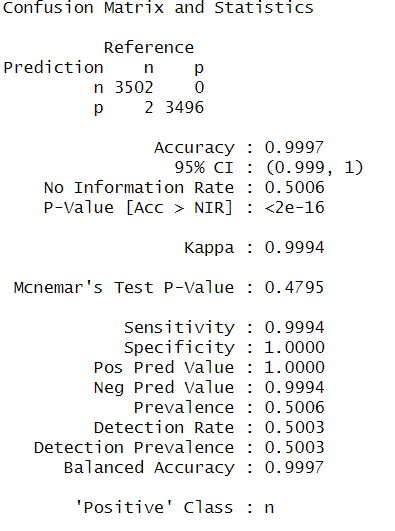 Confusion Matrix and Statistics
Reference
Prediction n p
n 3502 0
p 2 3496
Accuracy : 0.9997
95% CI : (0.999, 1)
No Information Rate : 0.5006
P-Value [Acc > NIR] : <2e-16
Kappa : 0.9994
Mcnemar's Test P-Value : 0.4795
Sensitivity : 0.9994
Specificity : 1.0000
Pos Pred Value : 1.0000
Neg Pred Value : 0.9994
Prevalence : 0.5006
Detection Rate : 0.5003
Detection Prevalence : 0.5003
Balanced Accuracy : 0.9997
'Positive' Class : n